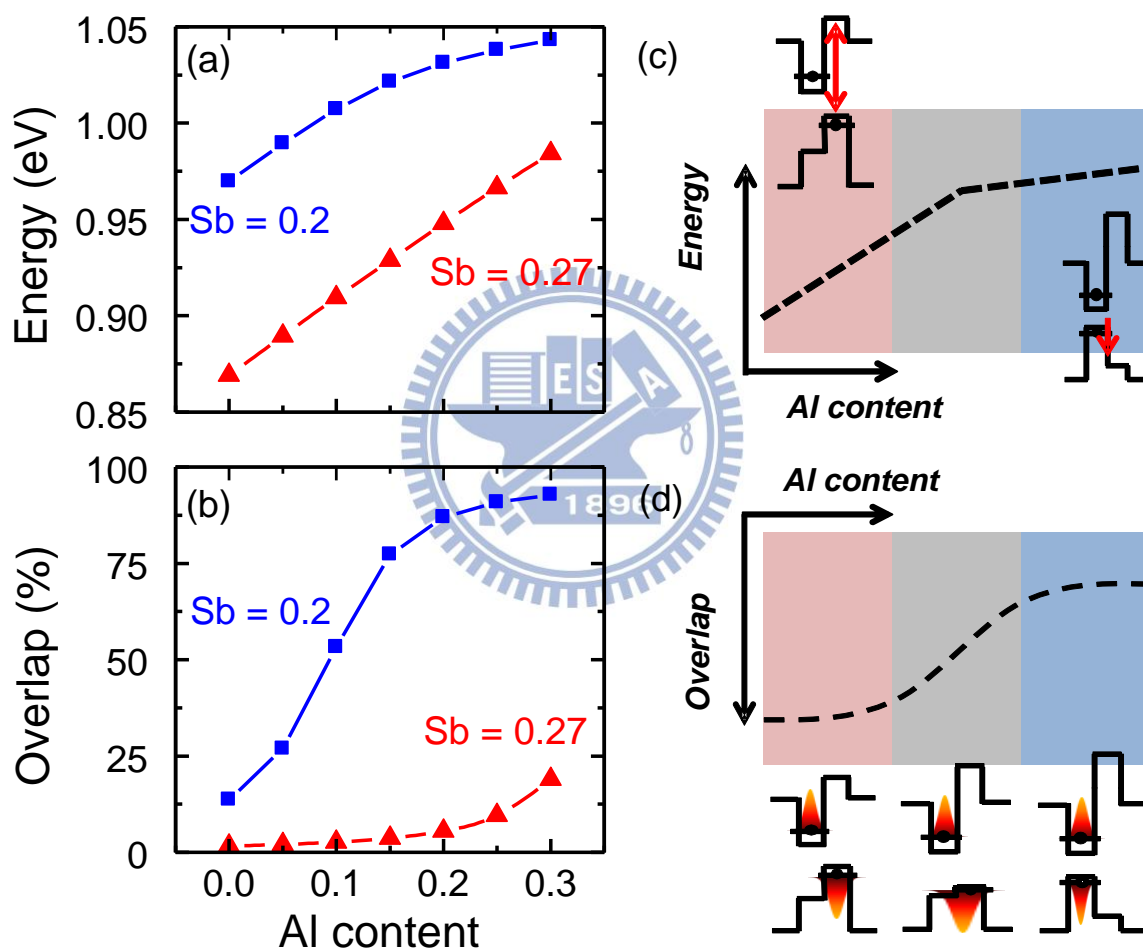 (a)
1.05
1.00
0.95
0.90
0.85
Energy (eV)
Sb = 0.2
Sb = 0.27
(b)
100
75
50
25
0
Overlap (%)
Sb = 0.2
Sb = 0.27
0.0 0.1 0.2 0.3
Al content
(c)
Energy
Al content
(d)
Al content
Overlap
E S A
1896